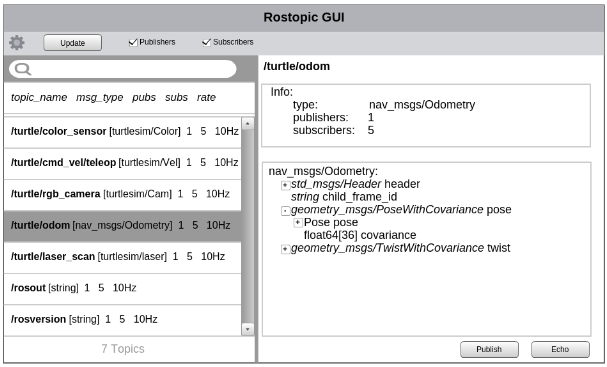 Rostopic GUI
Update
Publishers
Subscribers
topic_name msg_type pubs subs rate
/turtle/color_sensor [turtlesim/Color] 1 5 10Hz
/turtle/cmd_vel/teleop [turtlesim/Vel] 1 5 10Hz
/turtle/rgb_camera [turtlesim/Cam] 1 5 10Hz
/turtle/odom [nav_msgs/Odometry] 1 5 10Hz
/turtle/laser_scan [turtlesim/laser] 1 5 10Hz
/rosout [string] 1 5 10Hz
/rosversion [string] 1 5 10Hz
7 Topics
/turtle/odom
Info:
type: nav_msgs/Odometry
publishers: 1
subscribers: 5
nav_msgs/Odometry:
+ std_msgs/Header header
string child_frame_id
- geometry_msgs/PoseWithCovariance pose
+ Pose pose
float64[36] covariance
+ geometry_msgs/TwistWithCovariance twist
Publish
Echo